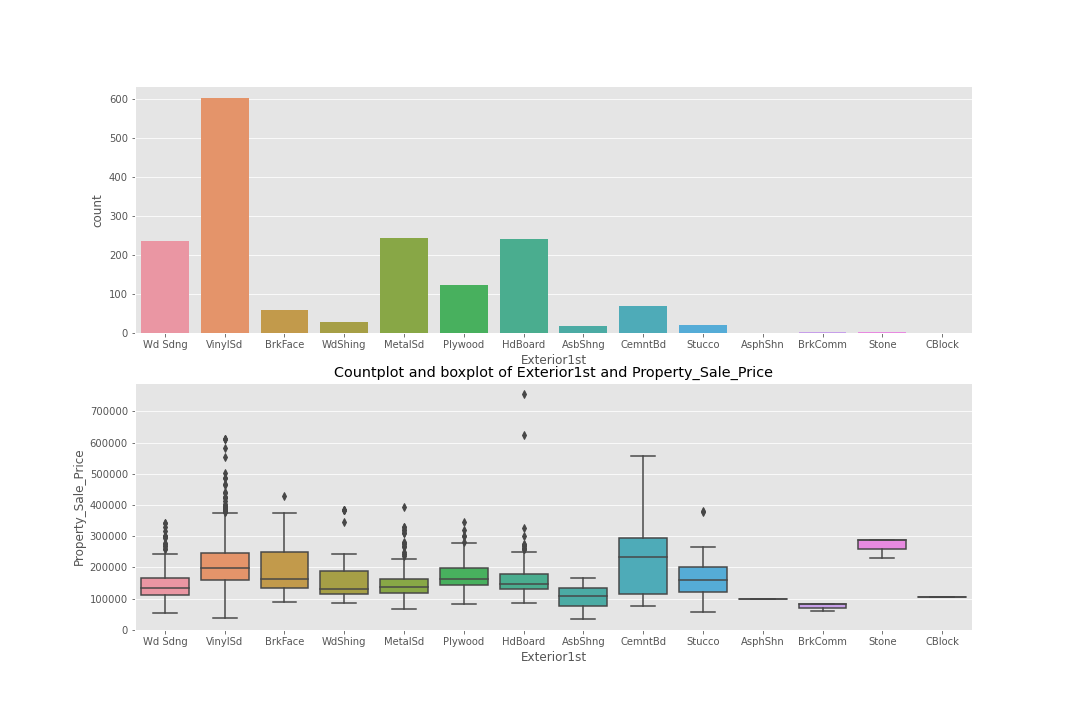 600
500
400
300
200
100
0
count
Wd Sdng VinylSd BrkFace WdShing MetalSd Plywood HdBoard AsbShng CemntBd Stucco AsphShn BrkComm Stone CBlock
Exterior1st
Countplot and boxplot of Exterior1st and Property_Sale_Price
700000
600000
500000
400000
300000
200000
100000
0
Property_Sale_Price
Wd Sdng VinylSd BrkFace WdShing MetalSd Plywood HdBoard AsbShng CemntBd Stucco AsphShn BrkComm Stone CBlock
Exterior1st